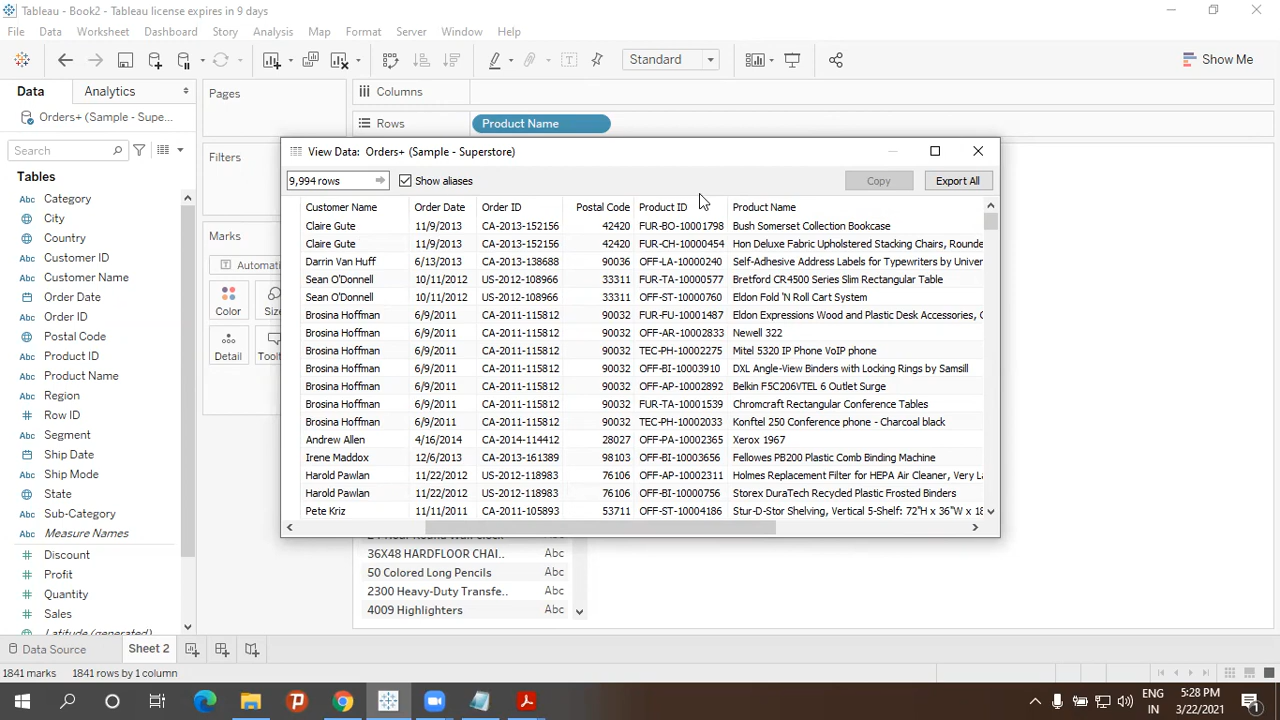 Tableau - Book2 - Tableau license expires in 9 days
File Data Worksheet Dashboard Story Analysis Map Format Server Window Help
Standard
Show Me
Data Analytics
Orders+ (Sample - Supe...
Search
Tables
Abc Category
City
Country
Abc Customer ID
Abc Customer Name
Order Date
Abc Order ID
Postal Code
Abc Product ID
Abc Product Name
Abc Region
# Row ID
Abc Segment
Ship Date
Abc Ship Mode
State
Abc Sub-Category
Abc Measure Names
# Discount
# Profit
# Quantity
# Sales
Latitude (generated)
Pages
Filters
Marks
Automati
Color
Size
Detail
Toolt
Columns
Rows Product Name
View Data: Orders+ (Sample - Superstore)
9,994 rows Show aliases Copy Export All
Customer Name Order Date Order ID Postal Code Product ID Product Name
Claire Gute 11/9/2013 CA-2013-152156 42420 FUR-BO-10001798 Bush Somerset Collection Bookcase
Claire Gute 11/9/2013 CA-2013-152156 42420 FUR-CH-10000454 Hon Deluxe Fabric Upholstered Stacking Chairs, Rounde
Darrin Van Huff 6/13/2013 CA-2013-138688 90036 OFF-LA-10000240 Self-Adhesive Address Labels for Typewriters by Univer
Sean O'Donnell 10/11/2012 US-2012-108966 33311 FUR-TA-10000577 Bretford CR4500 Series Slim Rectangular Table
Sean O'Donnell 10/11/2012 US-2012-108966 33311 OFF-ST-10000760 Eldon Fold 'N Roll Cart System
Brosina Hoffman 6/9/2011 CA-2011-115812 90032 FUR-FU-10001487 Eldon Expressions Wood and Plastic Desk Accessories, C
Brosina Hoffman 6/9/2011 CA-2011-115812 90032 OFF-AR-10002833 Newell 322
Brosina Hoffman 6/9/2011 CA-2011-115812 90032 TEC-PH-10002275 Mitel 5320 IP Phone VoIP phone
Brosina Hoffman 6/9/2011 CA-2011-115812 90032 OFF-BI-10003910 DXL Angle-View Binders with Locking Rings by Samsill
Brosina Hoffman 6/9/2011 CA-2011-115812 90032 OFF-AP-10002892 Belkin F5C206VTEL 6 Outlet Surge
Brosina Hoffman 6/9/2011 CA-2011-115812 90032 FUR-TA-10001539 Chromcraft Rectangular Conference Tables
Brosina Hoffman 6/9/2011 CA-2011-115812 90032 TEC-PH-10002033 Konftel 250 Conference phone - Charcoal black
Andrew Allen 4/16/2014 CA-2014-114412 28027 OFF-PA-10002365 Xerox 1967
Irene Maddox 12/6/2013 CA-2013-161389 98103 OFF-BI-10003656 Fellowes PB200 Plastic Comb Binding Machine
Harold Pawlan 11/22/2012 US-2012-118983 76106 OFF-AP-10002311 Holmes Replacement Filter for HEPA Air Cleaner, Very La
Harold Pawlan 11/22/2012 US-2012-118983 76106 OFF-BI-10000756 Storex DuraTech Recycled Plastic Frosted Binders
Pete Kriz 11/11/2011 CA-2011-105893 53711 OFF-ST-10004186 Stur-D-Stor Shelving, Vertical 5-Shelf: 72"H x 36"W x 18
36X48 HARDFLOOR CHAI.. Abc
50 Colored Long Pencils Abc
2300 Heavy-Duty Transfe.. Abc
4009 Highlighters Abc
Data Source Sheet 2
1841 marks 1841 rows by 1 column
ENG
IN
5:28 PM
3/22/2021
1